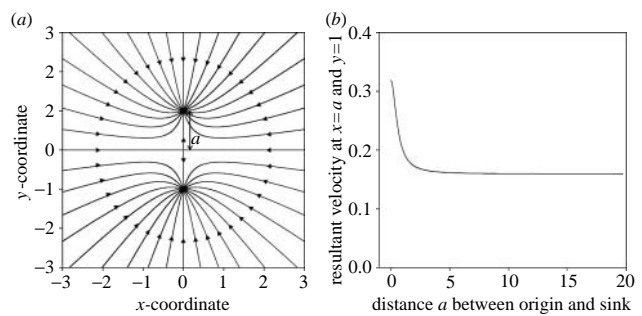 (a)
3
2
2
0
−1
−2
−3
y-coordinate
a
−3 −2 −1 0 1 2 3
x-coordinate
(b)
0.4
0.3
0.2
0.1
0.0
resultant velocity at x=a and y=1
0 5 10 15 20
distance a between origin and sink